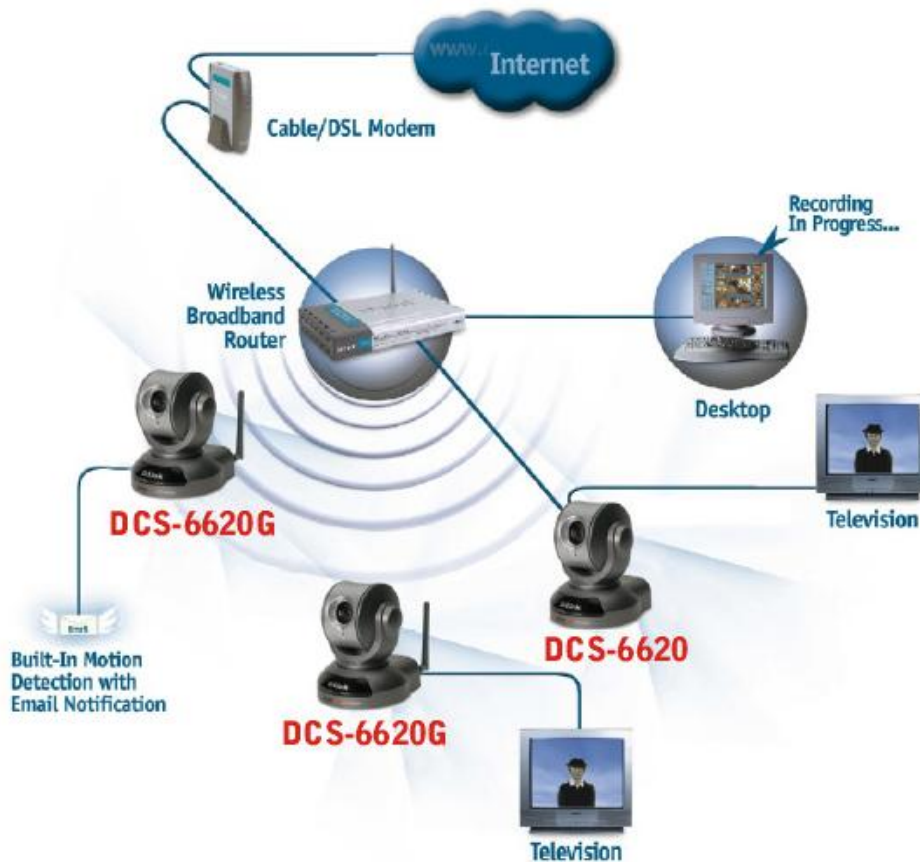 www.
Internet
Cable/DSL Modem
Recording
In Progress...
Wireless
Broadband
Router
Desktop
DCS-6620G
Television
DCS-6620
Built-In Motion
Detection with
Email Notification
DCS-6620G
Television